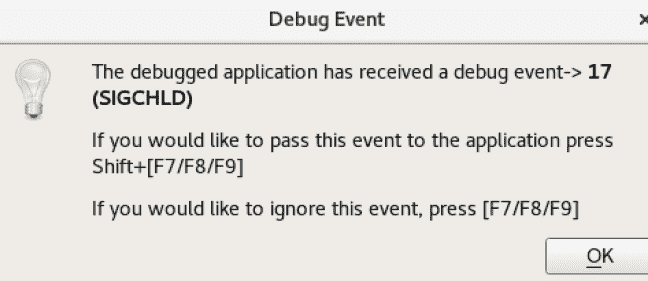 Debug Event
The debugged application has received a debug event-> 17
(SIGCHLD)
If you would like to pass this event to the application press
Shift+[F7/F8/F9]
If you would like to ignore this event, press [F7/F8/F9]
OK